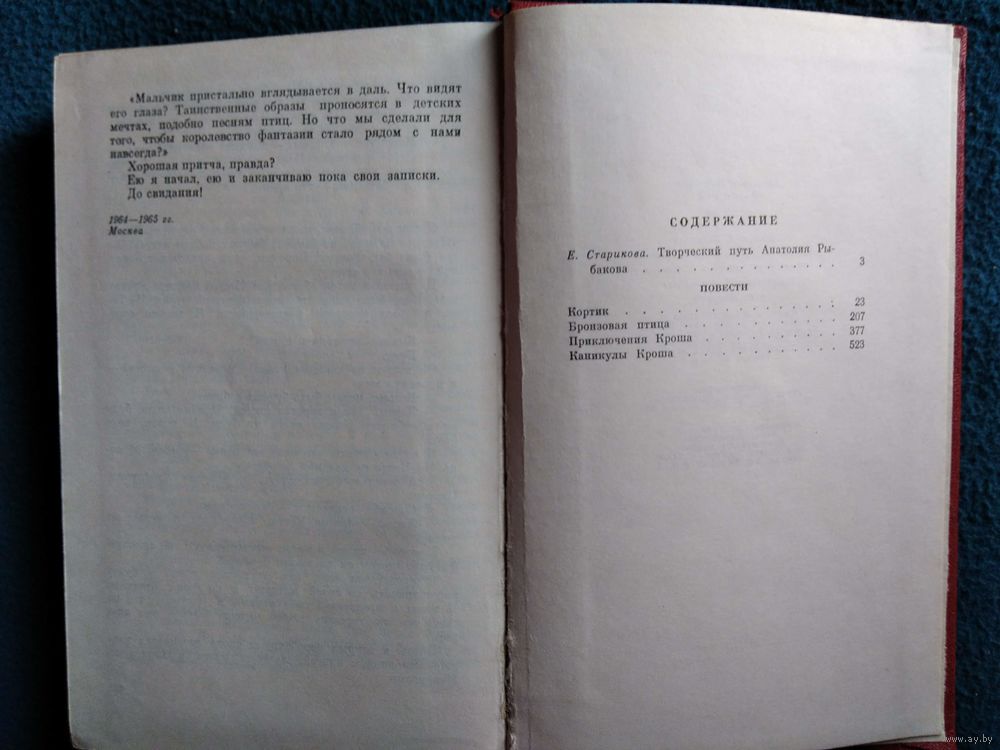 «Мальчик пристально вглядывается в даль. Что видят
его глаза? Таинственные образы проносятся в детских
мечтах, подобно песням птиц. Но что мы сделали для
того, чтобы королевство фантазии стало рядом с нами
навсегда?»
Хорошая притча, правда?
Ею я начал, ею и заканчиваю пока свои записки.
До свидания!
1964—1965 гг.
Москва
СОДЕРЖАНИЕ
Е. Старикова. Творческий путь Анатолия Ры-
бакова . . . . . . . . . . . . . 3
ПОВЕСТИ
Кортик . . . . . . . . . . . . . 23
Бронзовая птица . . . . . . . . . . 207
Приключения Кроша . . . . . . . . . 377
Каникулы Кроша . . . . . . . . . . 523
www.ay.by